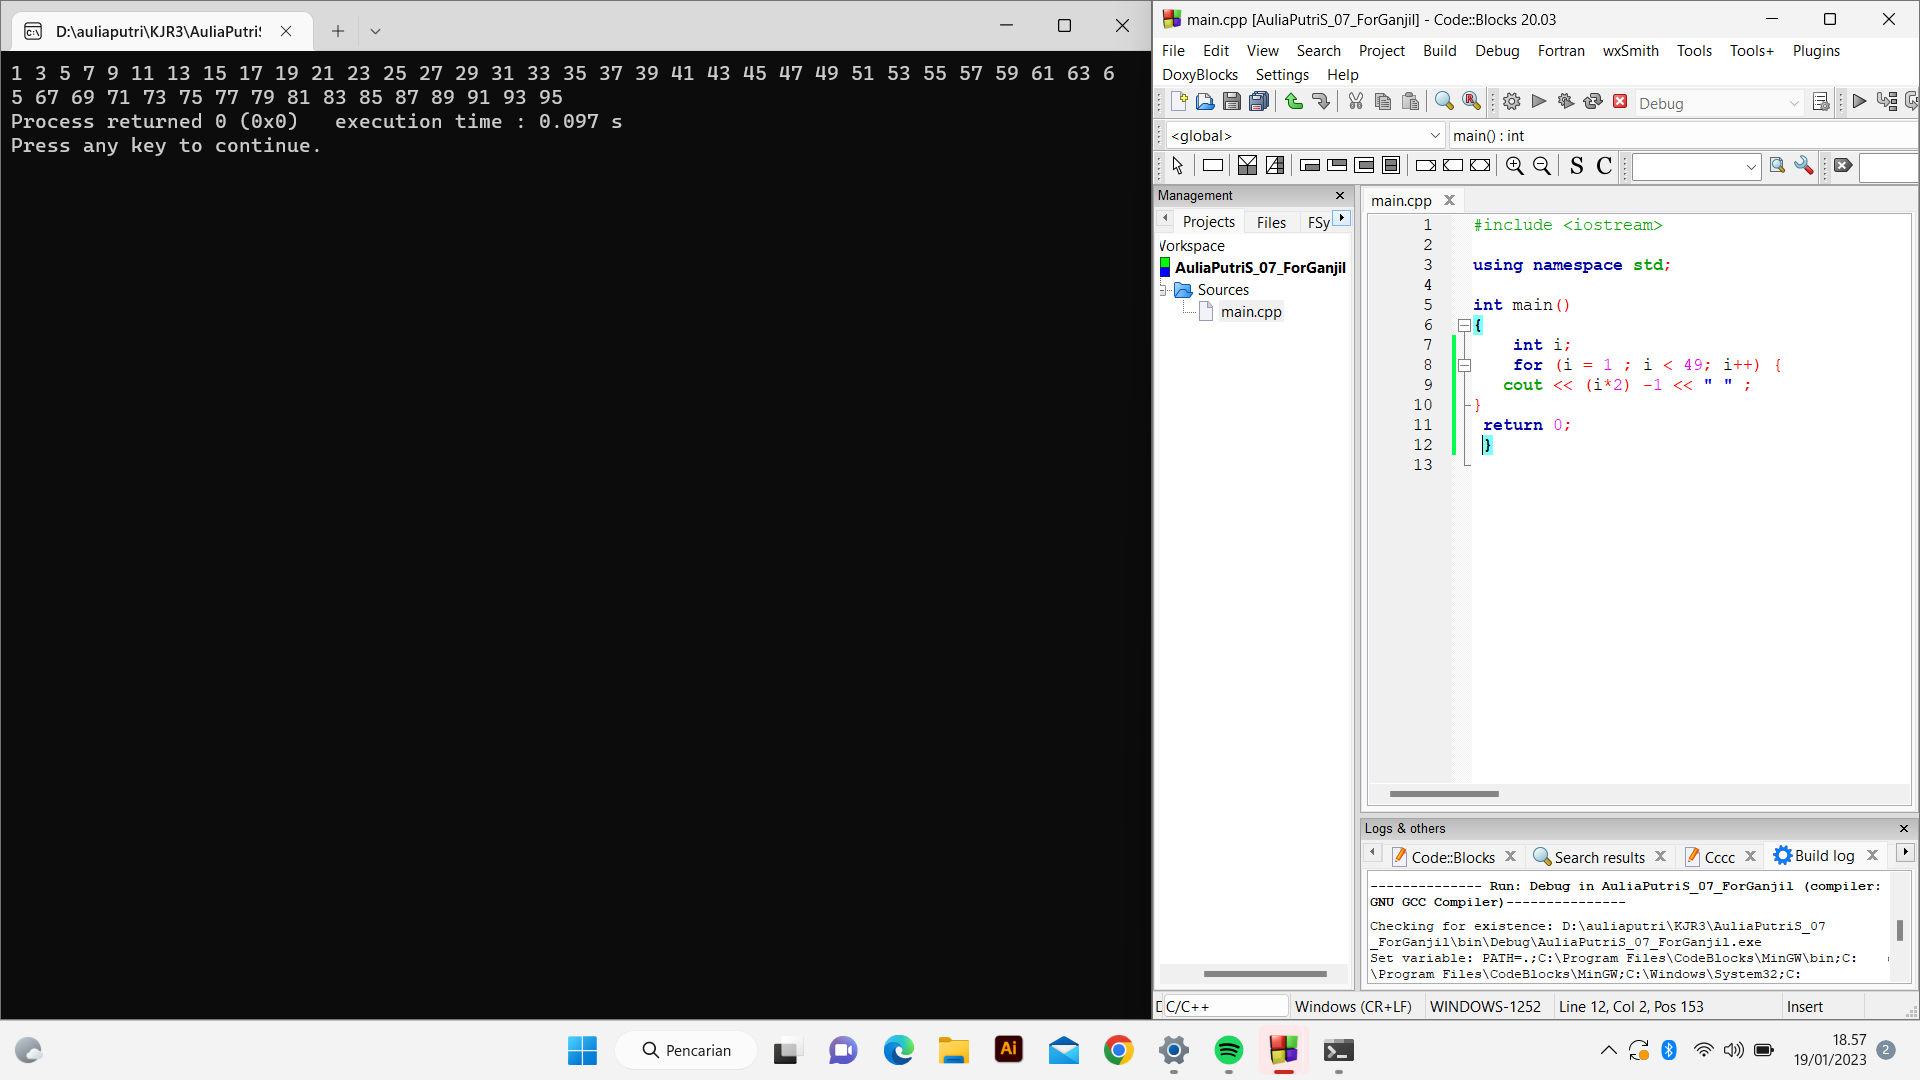 D:\auliaputri\KJR3\AuliaPutriS
1 3 5 7 9 11 13 15 17 19 21 23 25 27 29 31 33 35 37 39 41 43 45 47 49 51 53 55 57 59 61 63 6
5 67 69 71 73 75 77 79 81 83 85 87 89 91 93 95
Process returned 0 (0x0)   execution time : 0.097 s
Press any key to continue.
main.cpp [AuliaPutriS_07_ForGanjil] - Code::Blocks 20.03
File Edit View Search Project Build Debug Fortran wxSmith Tools Tools+ Plugins
DoxyBlocks Settings Help
Debug
<global>
main() : int
S C
Management
Projects Files FSy
Workspace
AuliaPutriS_07_ForGanjil
Sources
main.cpp
main.cpp
1 #include <iostream>
2
3 using namespace std;
4
5 int main()
6 {
7 int i;
8 for (i = 1 ; i < 49; i++) {
9 cout << (i*2) -1 << " " ;
10 }
11 return 0;
12 }
13
Logs & others
Code::Blocks Search results Cccc Build log
-------------- Run: Debug in AuliaPutriS_07_ForGanjil (compiler:
GNU GCC Compiler)---------------
Checking for existence: D:\auliaputri\KJR3\AuliaPutriS_07
_ForGanjil\bin\Debug\AuliaPutriS_07_ForGanjil.exe
Set variable: PATH=.;C:\Program Files\CodeBlocks\MinGW\bin;C:
\Program Files\CodeBlocks\MinGW;C:\Windows\System32;C:
C/C++ Windows (CR+LF) WINDOWS-1252 Line 12, Col 2, Pos 153 Insert
Pencarian
Ai
18.57
19/01/2023
2